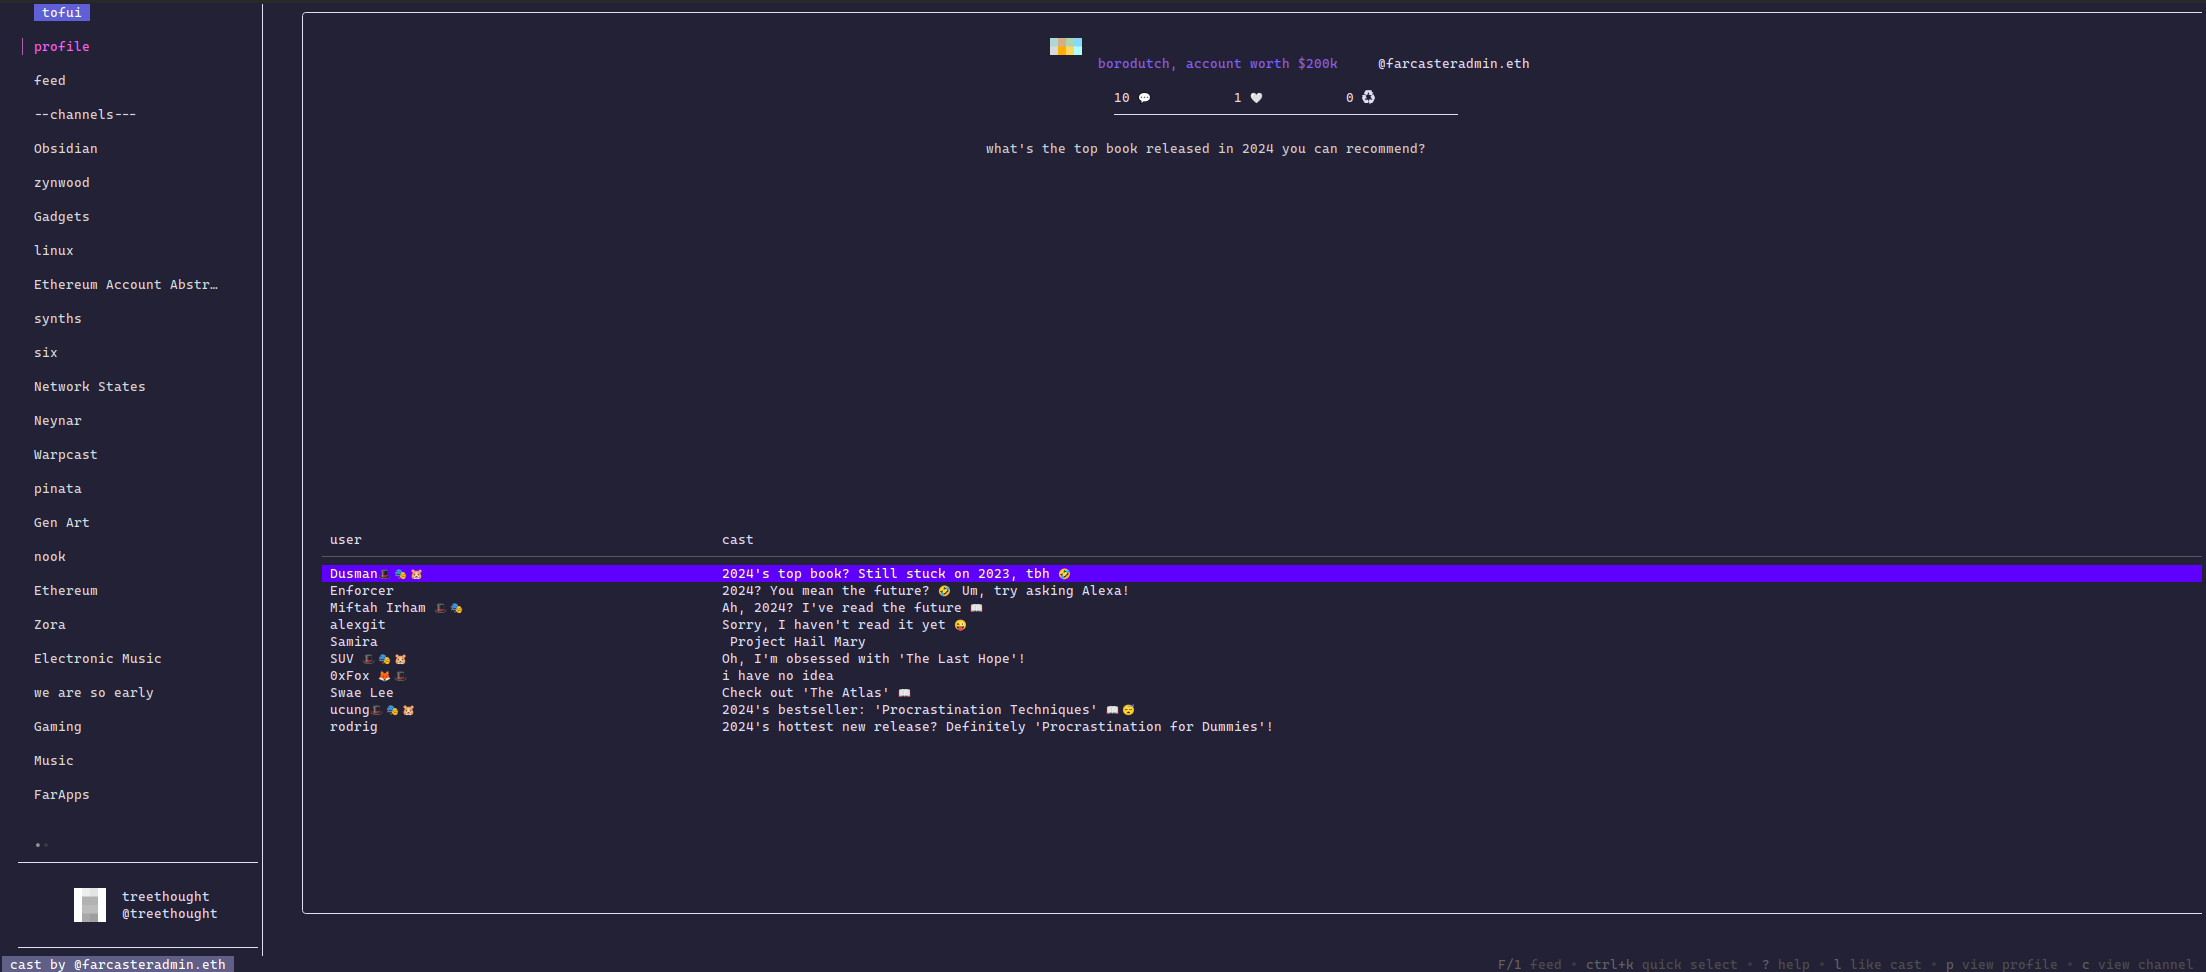 tofui
profile
feed
--channels---
Obsidian
zynwood
Gadgets
linux
Ethereum Account Abstr…
synths
six
Network States
Neynar
Warpcast
pinata
Gen Art
nook
Ethereum
Zora
Electronic Music
we are so early
Gaming
Music
FarApps
treethought
@treethought
cast by @farcasteradmin.eth
borodutch, account worth $200k @farcasteradmin.eth
10 💬 1 🤍 0 ♻
what's the top book released in 2024 you can recommend?
user cast
Dusman🎩🎭🐹 2024's top book? Still stuck on 2023, tbh 🤣
Enforcer 2024? You mean the future? 🤣 Um, try asking Alexa!
Miftah Irham 🎩🎭 Ah, 2024? I've read the future 📖
alexgit Sorry, I haven't read it yet 😜
Samira Project Hail Mary
SUV 🎩🎭🐹 Oh, I'm obsessed with 'The Last Hope'!
0xFox 🦊🎩 i have no idea
Swae Lee Check out 'The Atlas' 📖
ucung🎩🎭🐹 2024's bestseller: 'Procrastination Techniques' 📖😴
rodrig 2024's hottest new release? Definitely 'Procrastination for Dummies'!
F/1 feed • ctrl+k quick select • ? help • l like cast • p view profile • c view channel